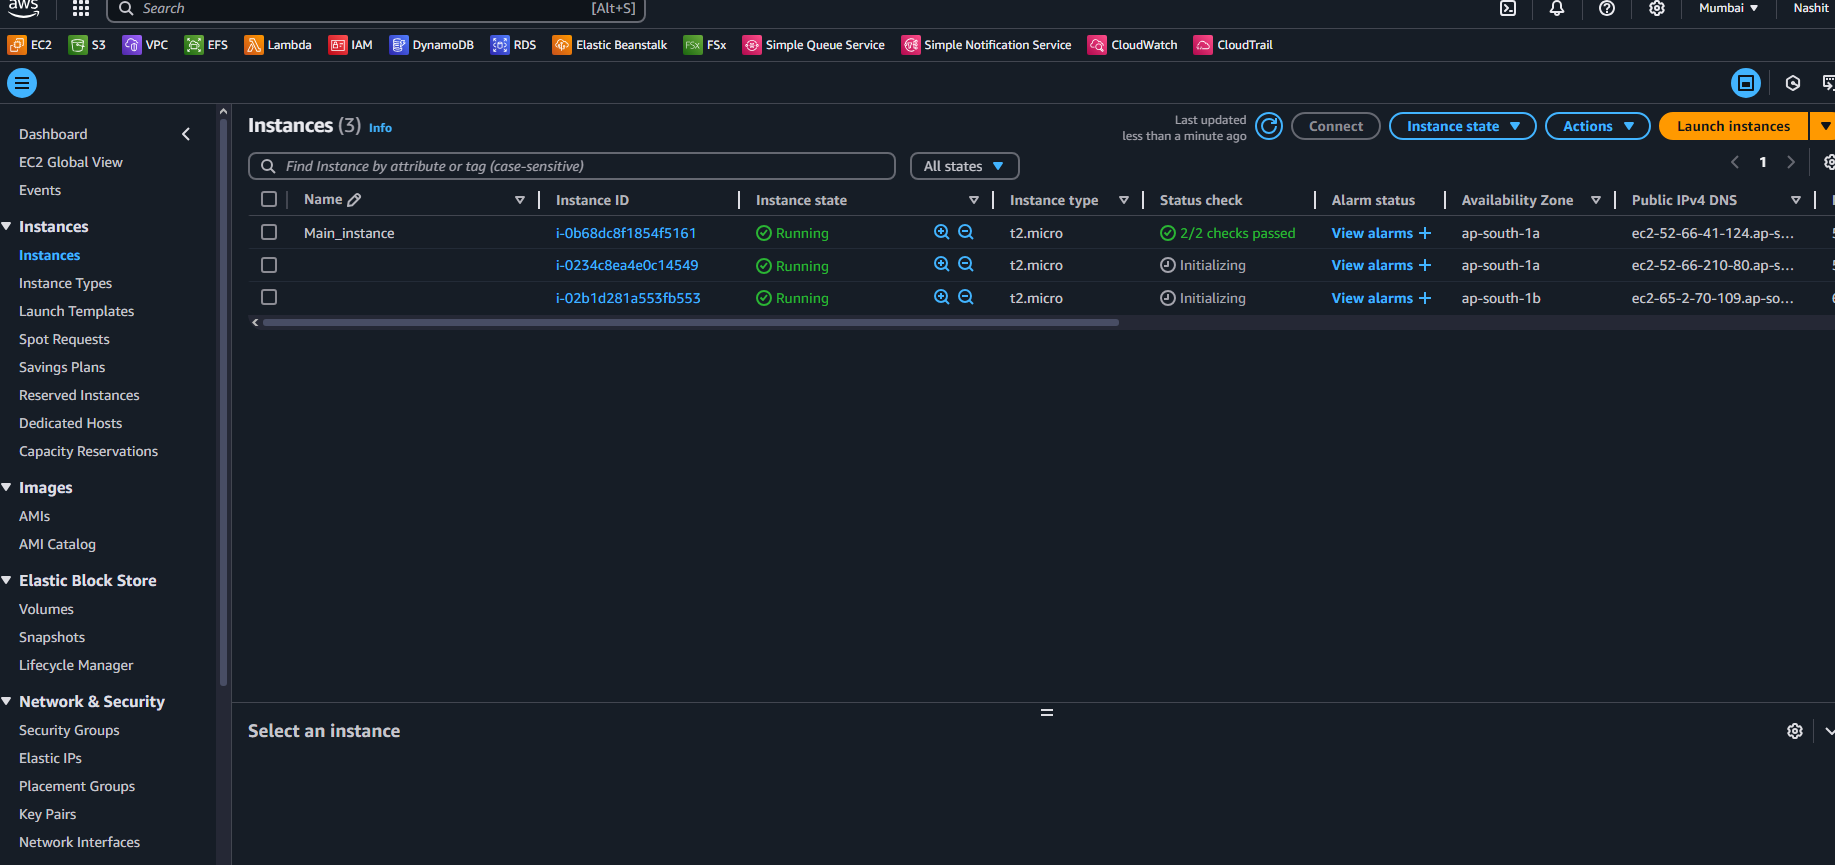 aws
Search [Alt+S] Mumbai Nashit
EC2 S3 VPC EFS Lambda IAM DynamoDB RDS Elastic Beanstalk FSx FSx Simple Queue Service Simple Notification Service CloudWatch CloudTrail
Dashboard
EC2 Global View
Events
Instances
Instances
Instance Types
Launch Templates
Spot Requests
Savings Plans
Reserved Instances
Dedicated Hosts
Capacity Reservations
Images
AMIs
AMI Catalog
Elastic Block Store
Volumes
Snapshots
Lifecycle Manager
Network & Security
Security Groups
Elastic IPs
Placement Groups
Key Pairs
Network Interfaces
Instances (3) Info
Last updated
less than a minute ago
Connect Instance state Actions Launch instances
Find Instance by attribute or tag (case-sensitive) All states 1
Name Instance ID Instance state Instance type Status check Alarm status Availability Zone Public IPv4 DNS
Main_instance i-0b68dc8f1854f5161 Running t2.micro 2/2 checks passed View alarms + ap-south-1a ec2-52-66-41-124.ap-s...
i-0234c8ea4e0c14549 Running t2.micro Initializing View alarms + ap-south-1a ec2-52-66-210-80.ap-s...
i-02b1d281a553fb553 Running t2.micro Initializing View alarms + ap-south-1b ec2-65-2-70-109.ap-so...
Select an instance